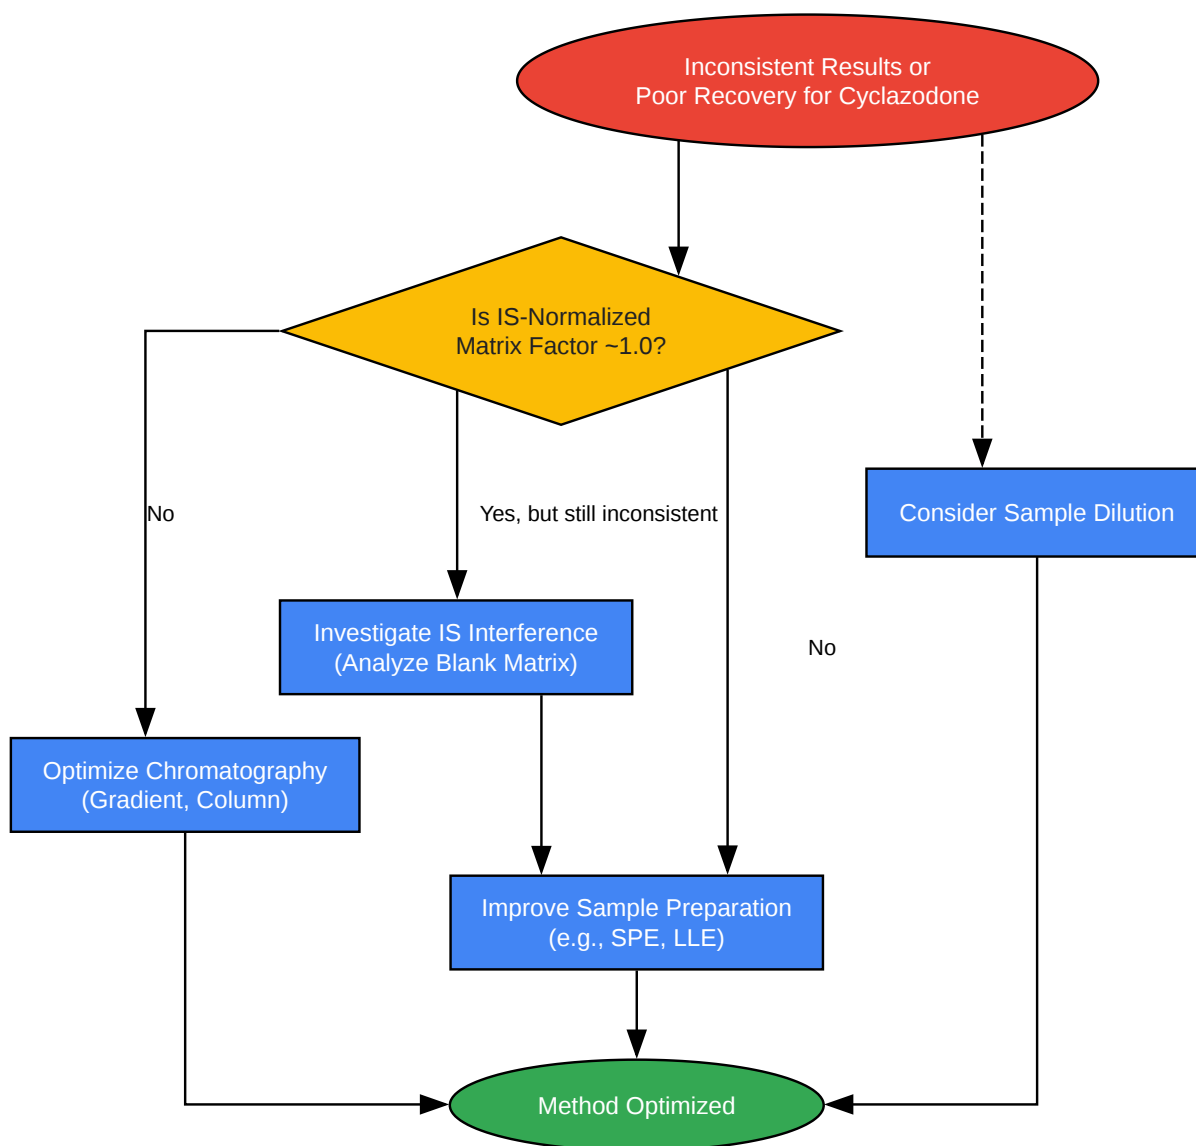 Inconsistent Results or
Poor Recovery for Cyclazodone
Is IS-Normalized
Matrix Factor ~1.0?
No
Yes, but still inconsistent
Consider Sample Dilution
Investigate IS Interference
(Analyze Blank Matrix)
No
Optimize Chromatography
(Gradient, Column)
Improve Sample Preparation
(e.g., SPE, LLE)
Method Optimized